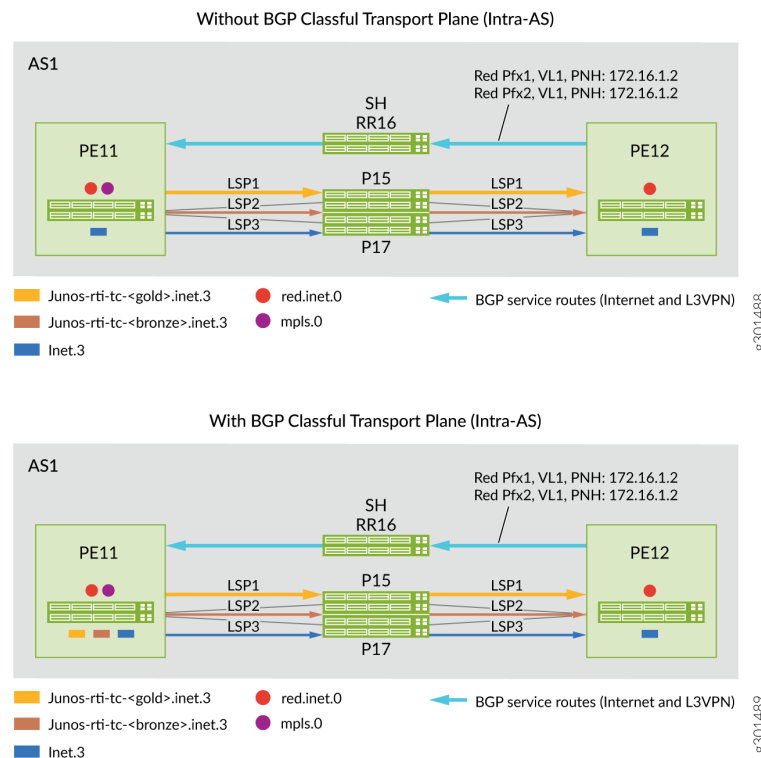 Without BGP Classful Transport Plane (Intra-AS)
AS1
Red Pfx1, VL1, PNH: 172.16.1.2
Red Pfx2, VL1, PNH: 172.16.1.2
SH
RR16
PE11
PE12
P15
LSP1
LSP1
LSP2
LSP2
LSP3
LSP3
P17
Junos-rti-tc-<gold>.inet.3
red.inet.0
BGP service routes (Internet and L3VPN)
Junos-rti-tc-<bronze>.inet.3
mpls.0
Inet.3
g301488
With BGP Classful Transport Plane (Intra-AS)
AS1
Red Pfx1, VL1, PNH: 172.16.1.2
Red Pfx2, VL1, PNH: 172.16.1.2
SH
RR16
PE11
PE12
P15
LSP1
LSP1
LSP2
LSP2
LSP3
LSP3
P17
Junos-rti-tc-<gold>.inet.3
red.inet.0
BGP service routes (Internet and L3VPN)
Junos-rti-tc-<bronze>.inet.3
mpls.0
Inet.3
g301489